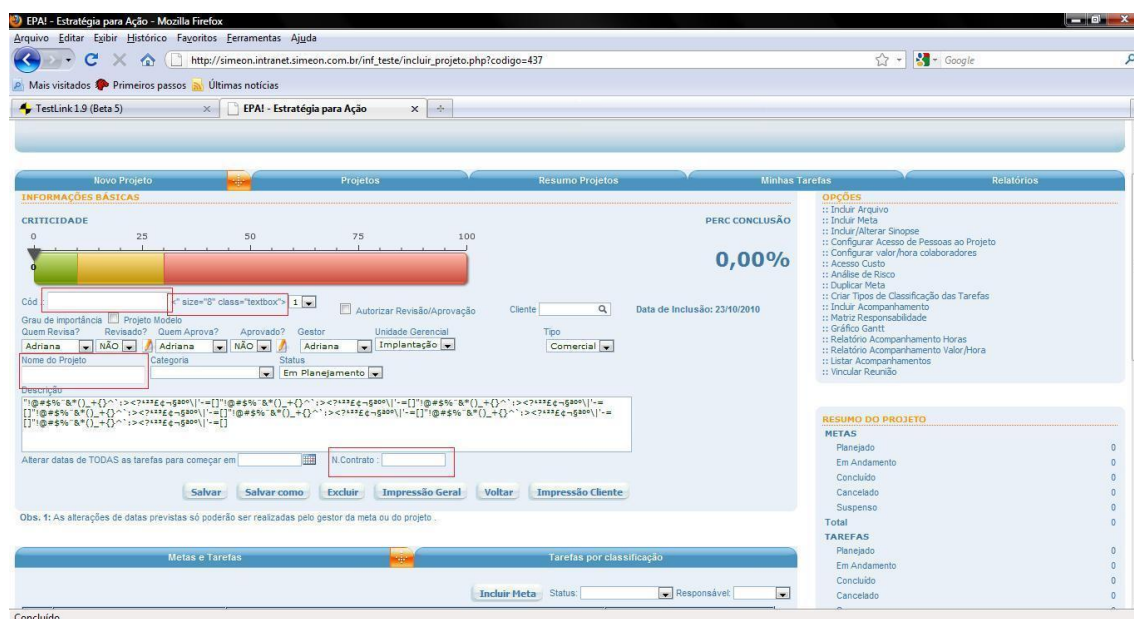 EPA! - Estratégia para Ação - Mozilla Firefox
Arquivo Editar Exibir Histórico Favoritos Ferramentas Ajuda
http://simeon.intranet.simeon.com.br/inf_teste/incluir_projeto.php?codigo=437
Google
Mais visitados Primeiros passos Últimas notícias
TestLink 1.9 (Beta 5) EPA! - Estratégia para Ação
Novo Projeto Projetos Resumo Projetos Minhas Tarefas Relatórios
INFORMAÇÕES BÁSICAS
CRITICIDADE PERC CONCLUSÃO
0 25 50 75 100
0
0,00%
Cód : <" size="8" class="textbox"> 1 Autorizar Revisão/Aprovação Cliente Data de Inclusão: 23/10/2010
Grau de importância Projeto Modelo
Quem Revisa? Revisado? Quem Aprova? Aprovado? Gestor Unidade Gerencial Tipo
Adriana NÃO Adriana NÃO Adriana Implantação Comercial
Nome do Projeto Categoria Status
Em Planejamento
Descrição
Alterar datas de TODAS as tarefas para começar em N.Contrato :
Salvar Salvar como Excluir Impressão Geral Voltar Impressão Cliente
Obs. 1: As alterações de datas previstas só poderão ser realizadas pelo gestor da meta ou do projeto .
Metas e Tarefas Tarefas por classificação
Incluir Meta Status: Responsável:
OPÇÕES
:: Incluir Arquivo
:: Incluir Meta
:: Incluir/Alterar Sinopse
:: Configurar Acesso de Pessoas ao Projeto
:: Configurar valor/hora colaboradores
:: Acesso Custo
:: Análise de Risco
:: Duplicar Meta
:: Criar Tipos de Classificação das Tarefas
:: Incluir Acompanhamento
:: Matriz Responsabilidade
:: Gráfico Gantt
:: Relatório Acompanhamento Horas
:: Relatório Acompanhamento Valor/Hora
:: Listar Acompanhamentos
:: Vincular Reunião
RESUMO DO PROJETO
METAS
Planejado 0
Em Andamento 0
Concluído 0
Cancelado 0
Suspenso 0
Total 0
TAREFAS
Planejado 0
Em Andamento 0
Concluído 0
Cancelado 0
Concluído